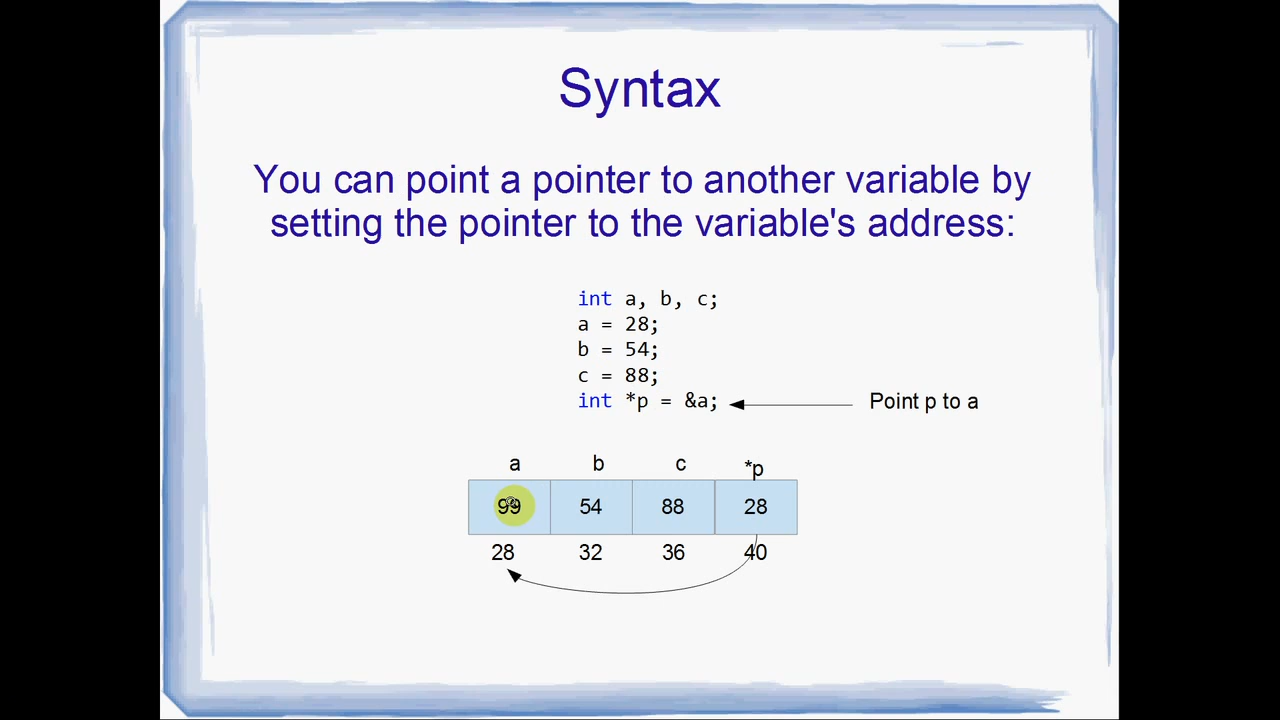 Syntax
You can point a pointer to another variable by
setting the pointer to the variable's address:
int a, b, c;
a = 28;
b = 54;
c = 88;
int *p = &a; Point p to a
a b c *p
99 54 88 28
28 32 36 40